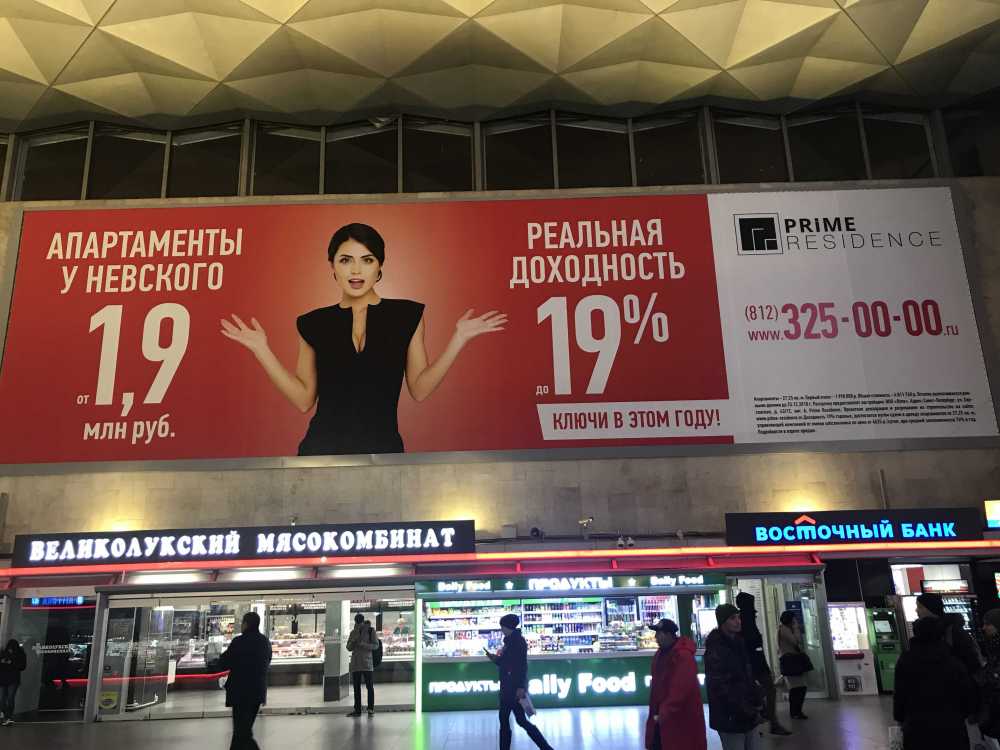 АПАРТАМЕНТЫ
У НЕВСКОГО
от 1,9
МЛН РУБ.
РЕАЛЬНАЯ
ДОХОДНОСТЬ
до 19%
КЛЮЧИ В ЭТОМ ГОДУ!
PRiME
RESIDENCE
(812) 325-00-00
www.325-00-00.ru
ВЕЛИКОЛУКСКИЙ МЯСОКОМБИНАТ
ВОСТОЧНЫЙ БАНК
Daily Food ПРОДУКТЫ Daily Food
ПРОДУКТЫ Daily Food